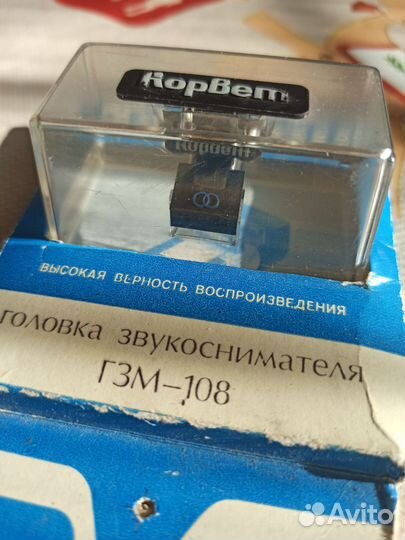 КорВет
КорВет
ВЫСОКАЯ ВЕРНОСТЬ ВОСПРОИЗВЕДЕНИЯ
головка звукоснимателя
ГЗМ-108
Avito